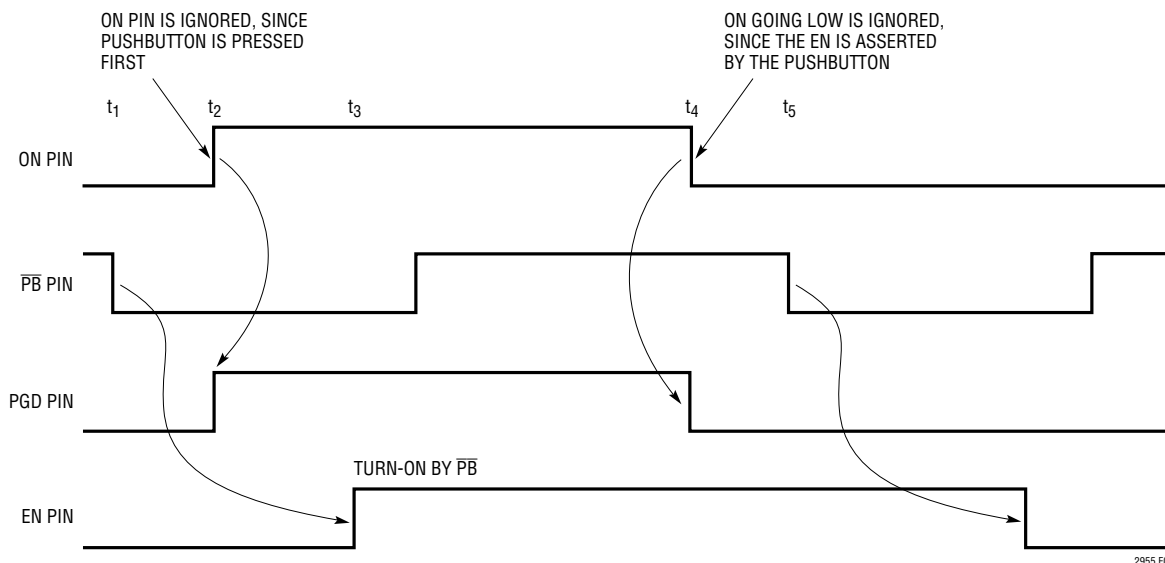 ON PIN IS IGNORED, SINCE
PUSHBUTTON IS PRESSED
FIRST
ON GOING LOW IS IGNORED,
SINCE THE EN IS ASSERTED
BY THE PUSHBUTTON
t1 t2 t3 t4 t5
ON PIN
PB PIN
PGD PIN
TURN-ON BY PB
EN PIN
2955